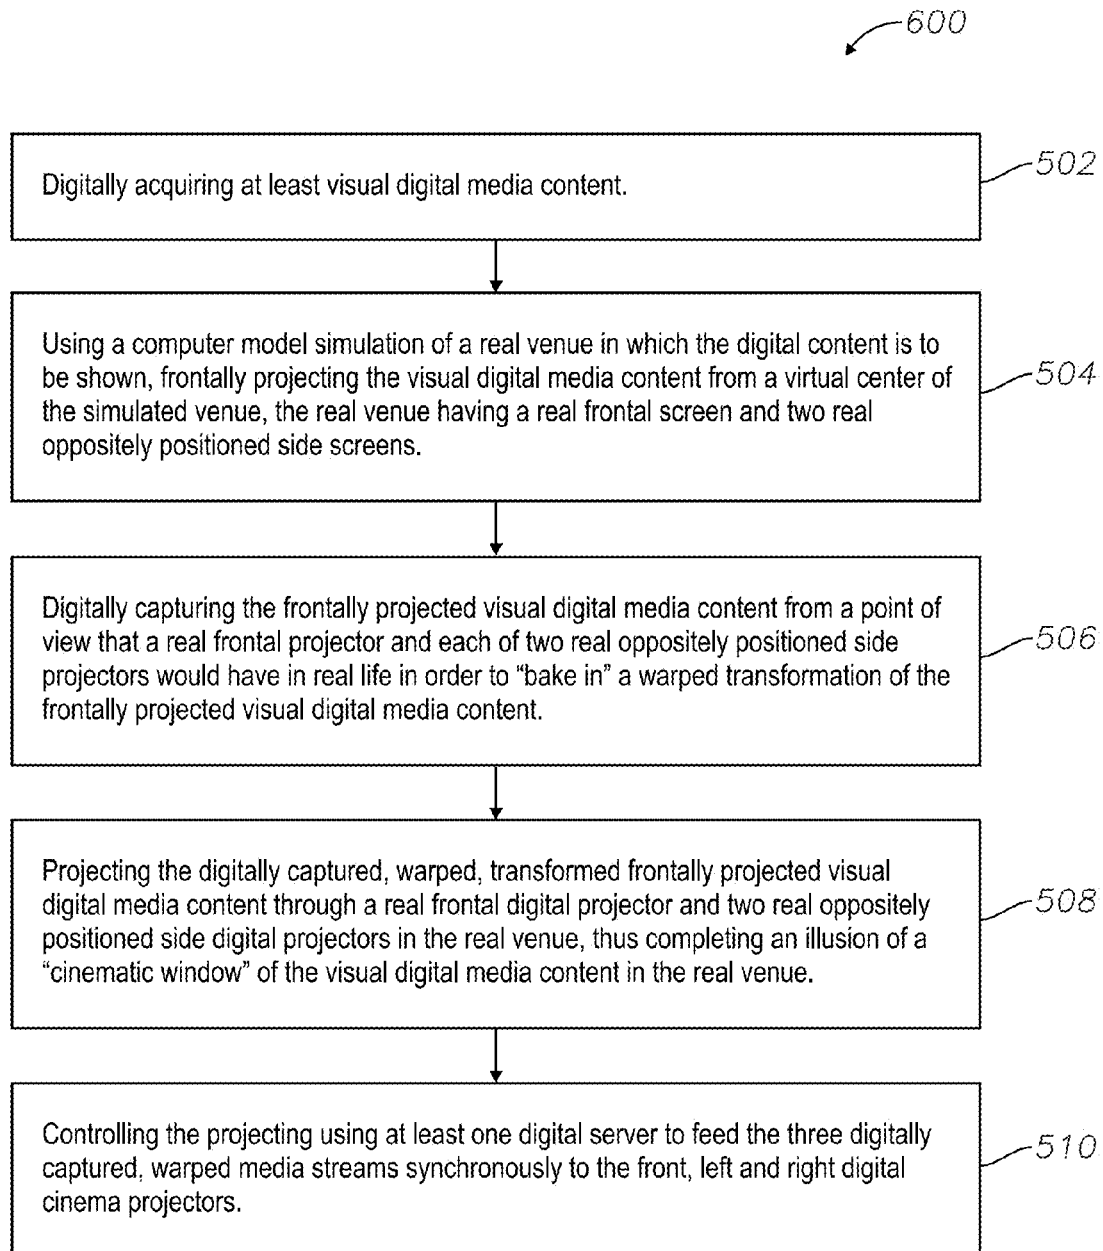 600
Digitally acquiring at least visual digital media content.
502
Using a computer model simulation of a real venue in which the digital content is to
be shown, frontally projecting the visual digital media content from a virtual center of
the simulated venue, the real venue having a real frontal screen and two real
oppositely positioned side screens.
504
Digitally capturing the frontally projected visual digital media content from a point of
view that a real frontal projector and each of two real oppositely positioned side
projectors would have in real life in order to “bake in” a warped transformation of the
frontally projected visual digital media content.
506
Projecting the digitally captured, warped, transformed frontally projected visual
digital media content through a real frontal digital projector and two real oppositely
positioned side digital projectors in the real venue, thus completing an illusion of a
“cinematic window” of the visual digital media content in the real venue.
508
Controlling the projecting using at least one digital server to feed the three digitally
captured, warped media streams synchronously to the front, left and right digital
cinema projectors.
510